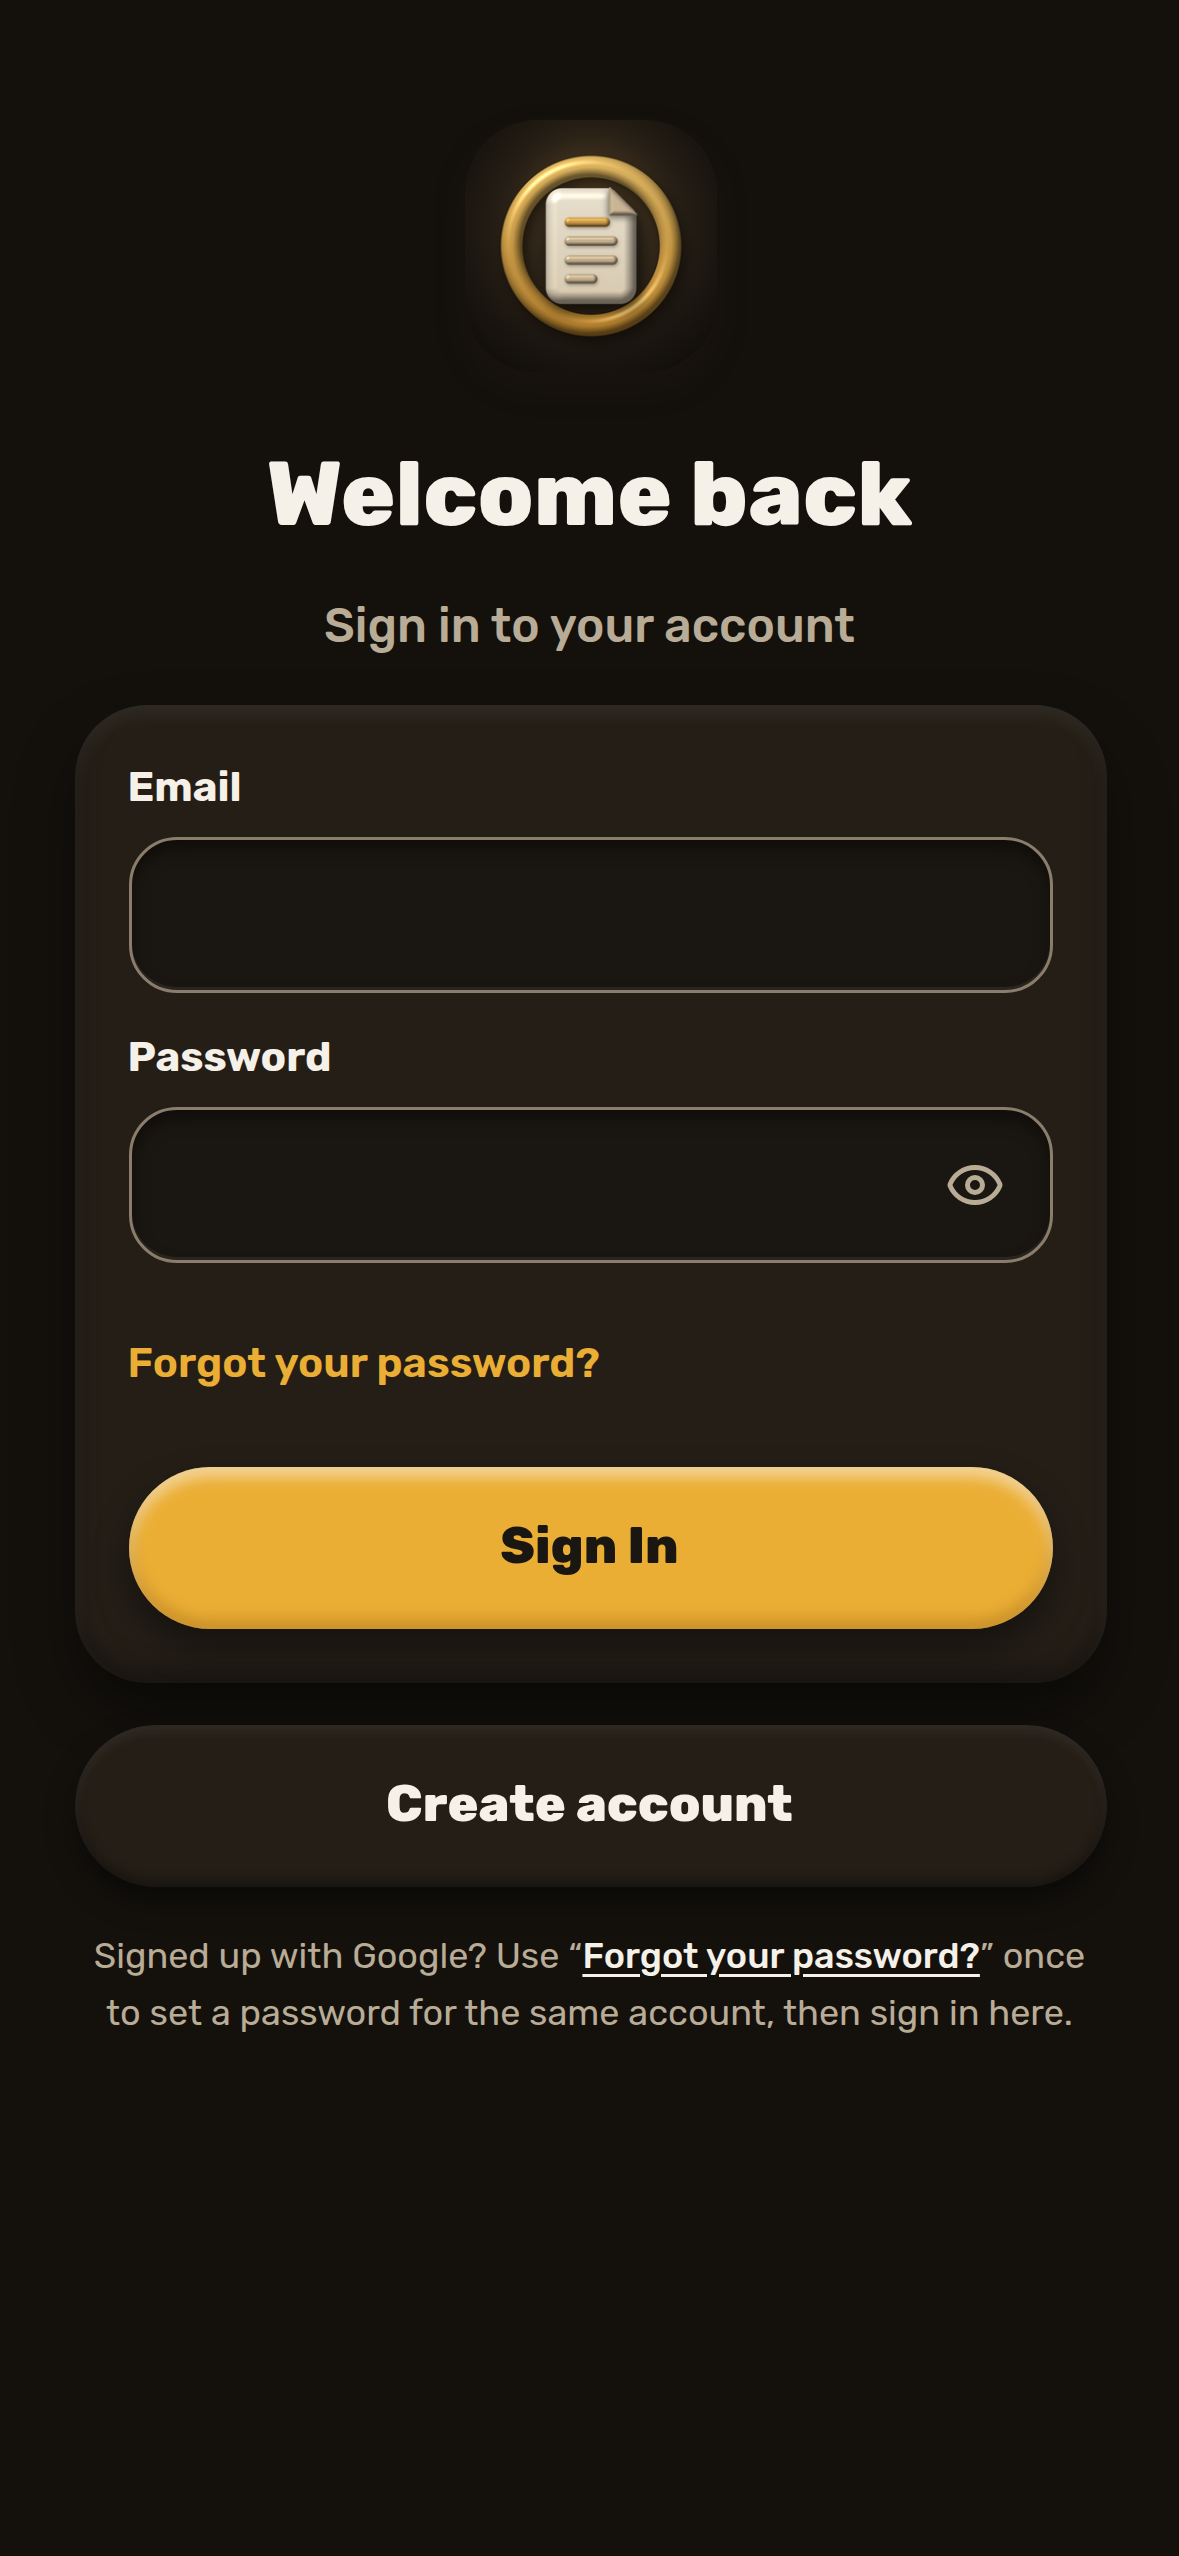 Welcome back
Sign in to your account
Email
Password
Forgot your password?
Sign In
Create account
Signed up with Google? Use “Forgot your password?” once
to set a password for the same account, then sign in here.